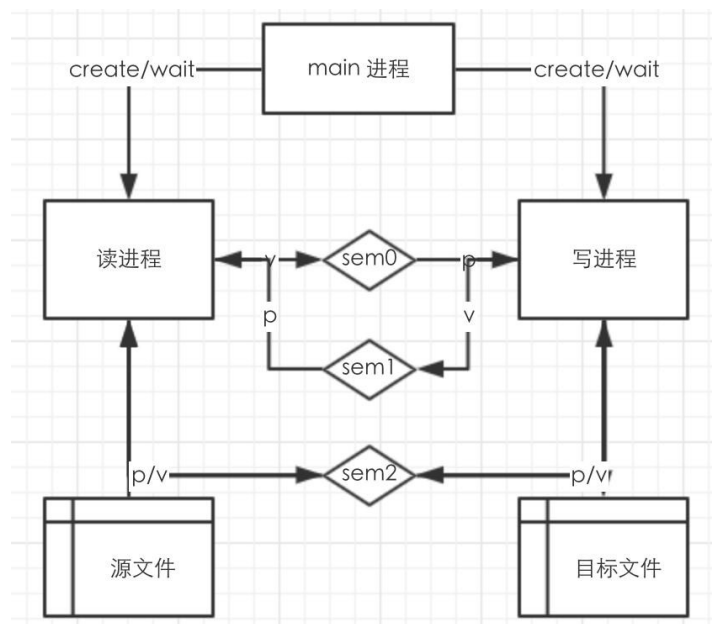 main 进程
create/wait
create/wait
读进程
v
sem0
p
写进程
p
v
sem1
p/v
sem2
p/v
源文件
目标文件